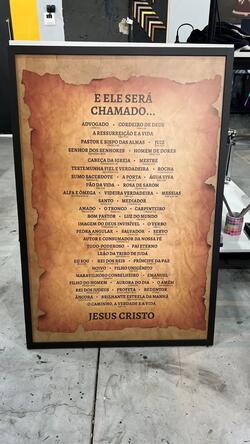 E ELE SERÁ
CHAMADO...
ADVOGADO • CORDEIRO DE DEUS
A RESSURREIÇÃO E A VIDA
PASTOR E BISPO DAS ALMAS • JUIZ
SENHOR DOS SENHORES • HOMEM DE DORES
CABEÇA DA IGREJA • MESTRE
TESTEMUNHA FIEL E VERDADEIRA • ROCHA
SUMO SACERDOTE • A PORTA • ÁGUA VIVA
PÃO DA VIDA • ROSA DE SARON
ALFA E ÔMEGA • VIDEIRA VERDADEIRA • MESSIAS
SANTO • MEDIADOR
AMADO • O TRONCO • CARPINTEIRO
BOM PASTOR • LUZ DO MUNDO
IMAGEM DO DEUS INVISÍVEL • O VERBO
PEDRA ANGULAR • SALVADOR • SERVO
AUTOR E CONSUMADOR DA NOSSA FÉ
TODO-PODEROSO • PAI ETERNO
LEÃO DA TRIBO DE JUDÁ
EU SOU • REI DOS REIS • PRÍNCIPE DA PAZ
NOIVO • FILHO UNIGÊNITO
MARAVILHOSO CONSELHEIRO • EMANUEL
FILHO DO HOMEM • AURORA DO DIA • O AMÉM
REI DOS JUDEUS • PROFETA • REDENTOR
ÂNCORA • BRILHANTE ESTRELA DA MANHÃ
O CAMINHO, A VERDADE E A VIDA
JESUS CRISTO